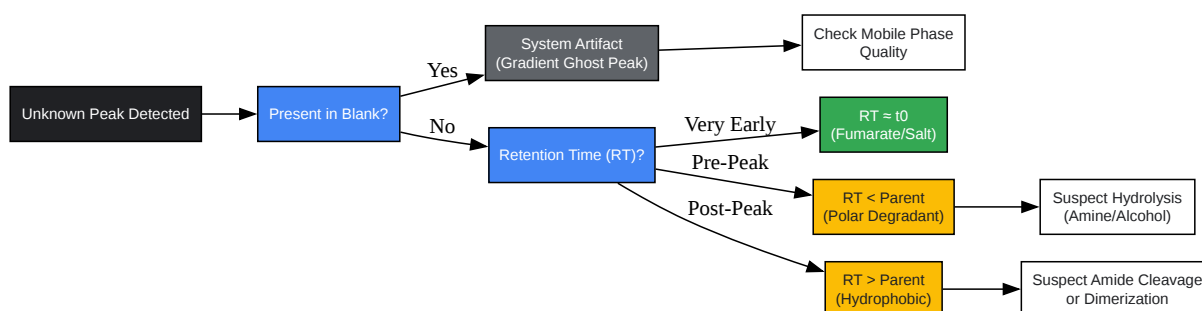 Unknown Peak Detected
Present in Blank?
Yes
No
System Artifact
(Gradient Ghost Peak)
Check Mobile Phase
Quality
Retention Time (RT)?
Very Early
Pre-Peak
Post-Peak
RT ≈ t0
(Fumarate/Salt)
RT < Parent
(Polar Degradant)
Suspect Hydrolysis
(Amine/Alcohol)
RT > Parent
(Hydrophobic)
Suspect Amide Cleavage
or Dimerization